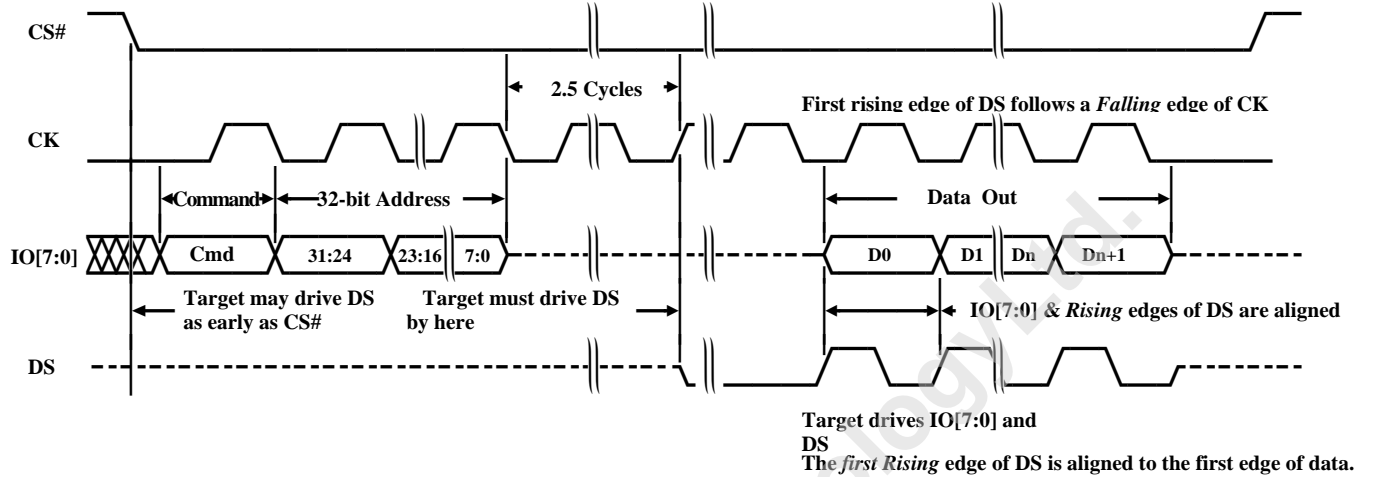 CS#
2.5 Cycles
First rising edge of DS follows a Falling edge of CK
CK
Command
32-bit Address
Data Out
IO[7:0]
Cmd
31:24
23:16
7:0
D0
D1
Dn
Dn+1
Target may drive DS
as early as CS#
Target must drive DS
by here
IO[7:0] & Rising edges of DS are aligned
DS
Target drives IO[7:0] and
DS
The first Rising edge of DS is aligned to the first edge of data.
ologyLtd.